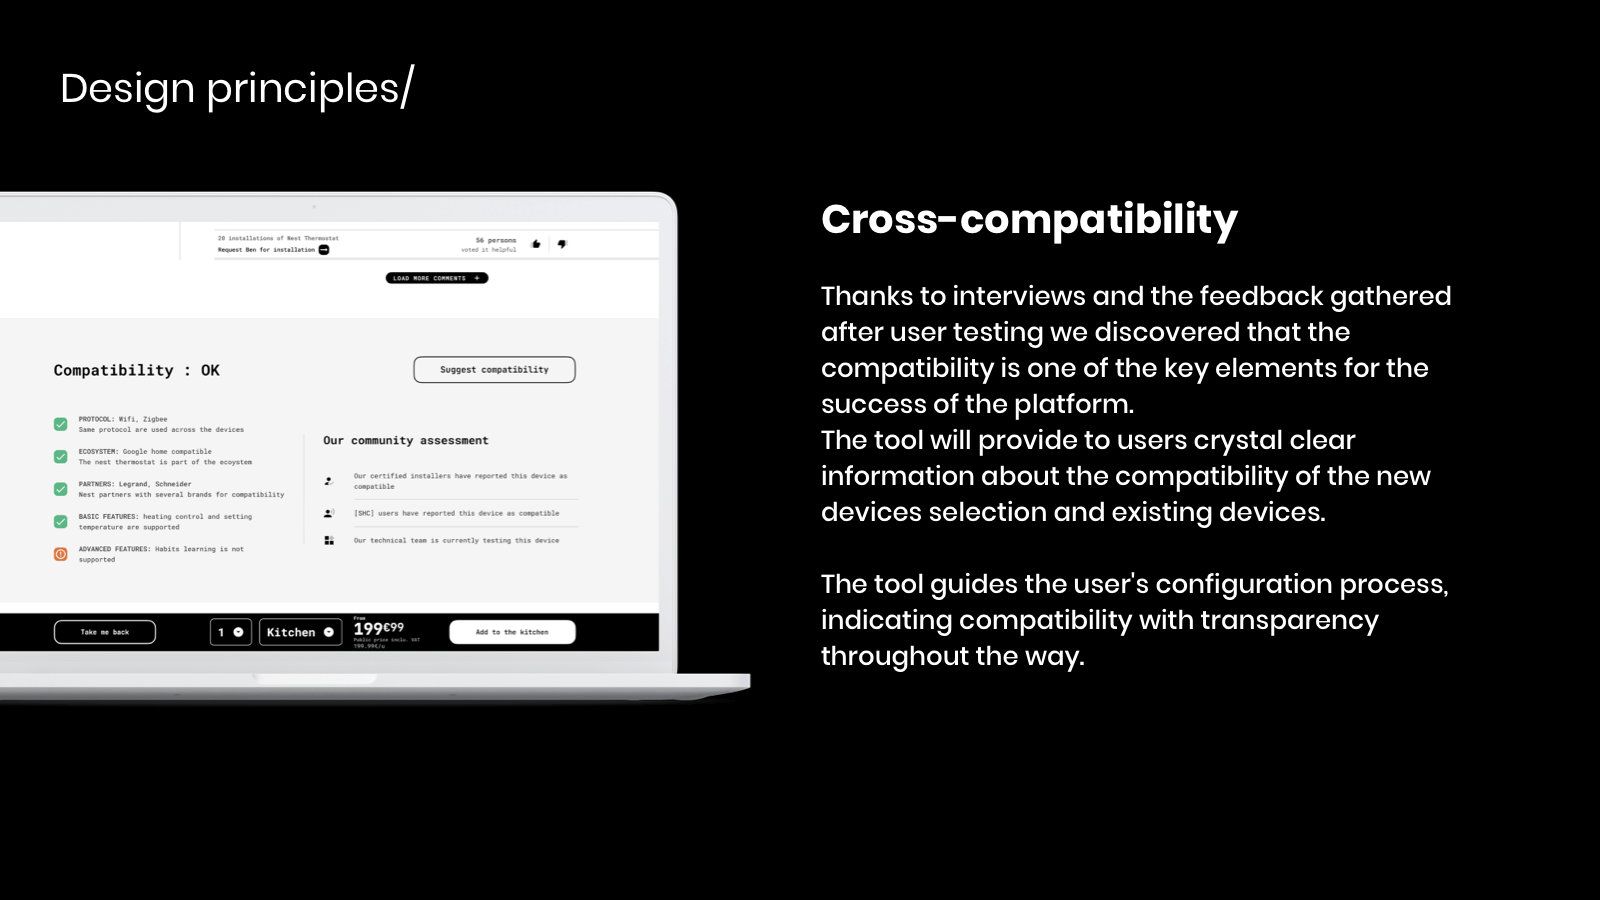 Design principles/
20 installations of Nest Thermostat
Request Ben for installation
56 persons
voted it helpful
LOAD MORE COMMENTS +
Compatibility : OK
Suggest compatibility
PROTOCOL: Wifi, Zigbee
Same protocol are used across the devices
ECOSYSTEM: Google home compatible
The nest thermostat is part of the ecoystem
PARTNERS: Legrand, Schneider
Nest partners with several brands for compatibility
BASIC FEATURES: heating control and setting
temperature are supported
ADVANCED FEATURES: Habits learning is not
supported
Our community assessment
Our certified installers have reported this device as
compatible
[SHC] users have reported this device as compatible
Our technical team is currently testing this device
Take me back
1
Kitchen
From
199€99
Public price inclu. VAT
199.99€/u
Add to the kitchen
Cross-compatibility
Thanks to interviews and the feedback gathered
after user testing we discovered that the
compatibility is one of the key elements for the
success of the platform.
The tool will provide to users crystal clear
information about the compatibility of the new
devices selection and existing devices.
The tool guides the user's configuration process,
indicating compatibility with transparency
throughout the way.